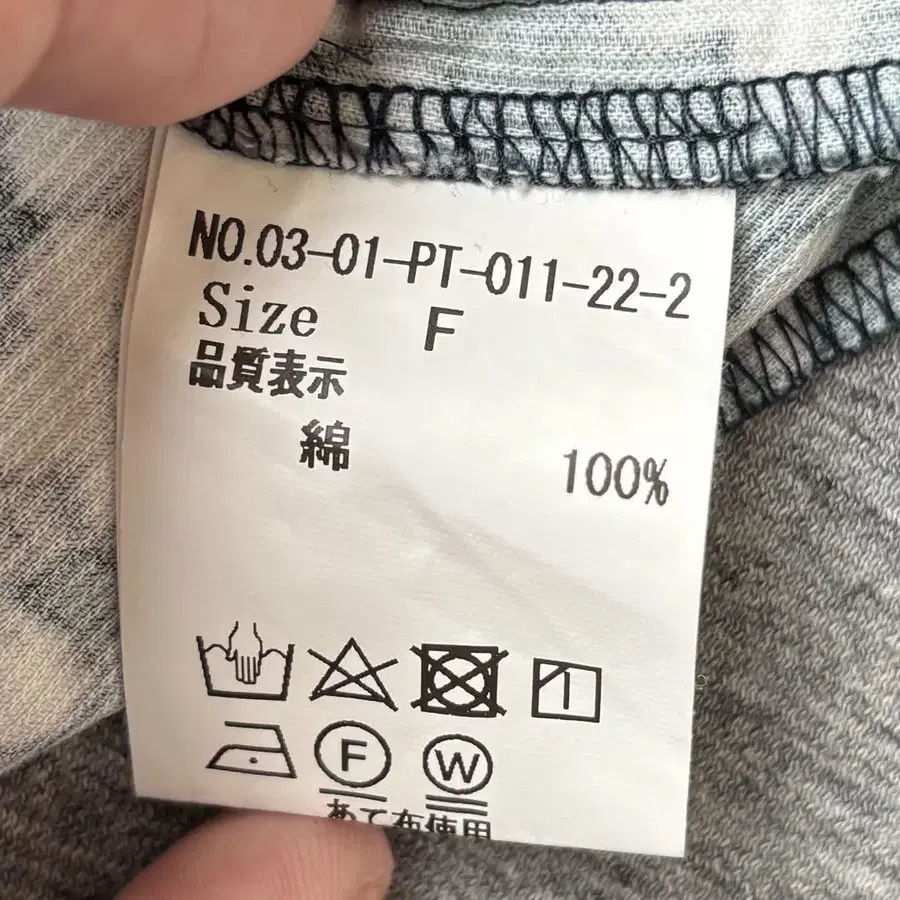 NO.03-01-PT-011-22-2
Size F
品質表示
綿 100%
F W
あて布使用